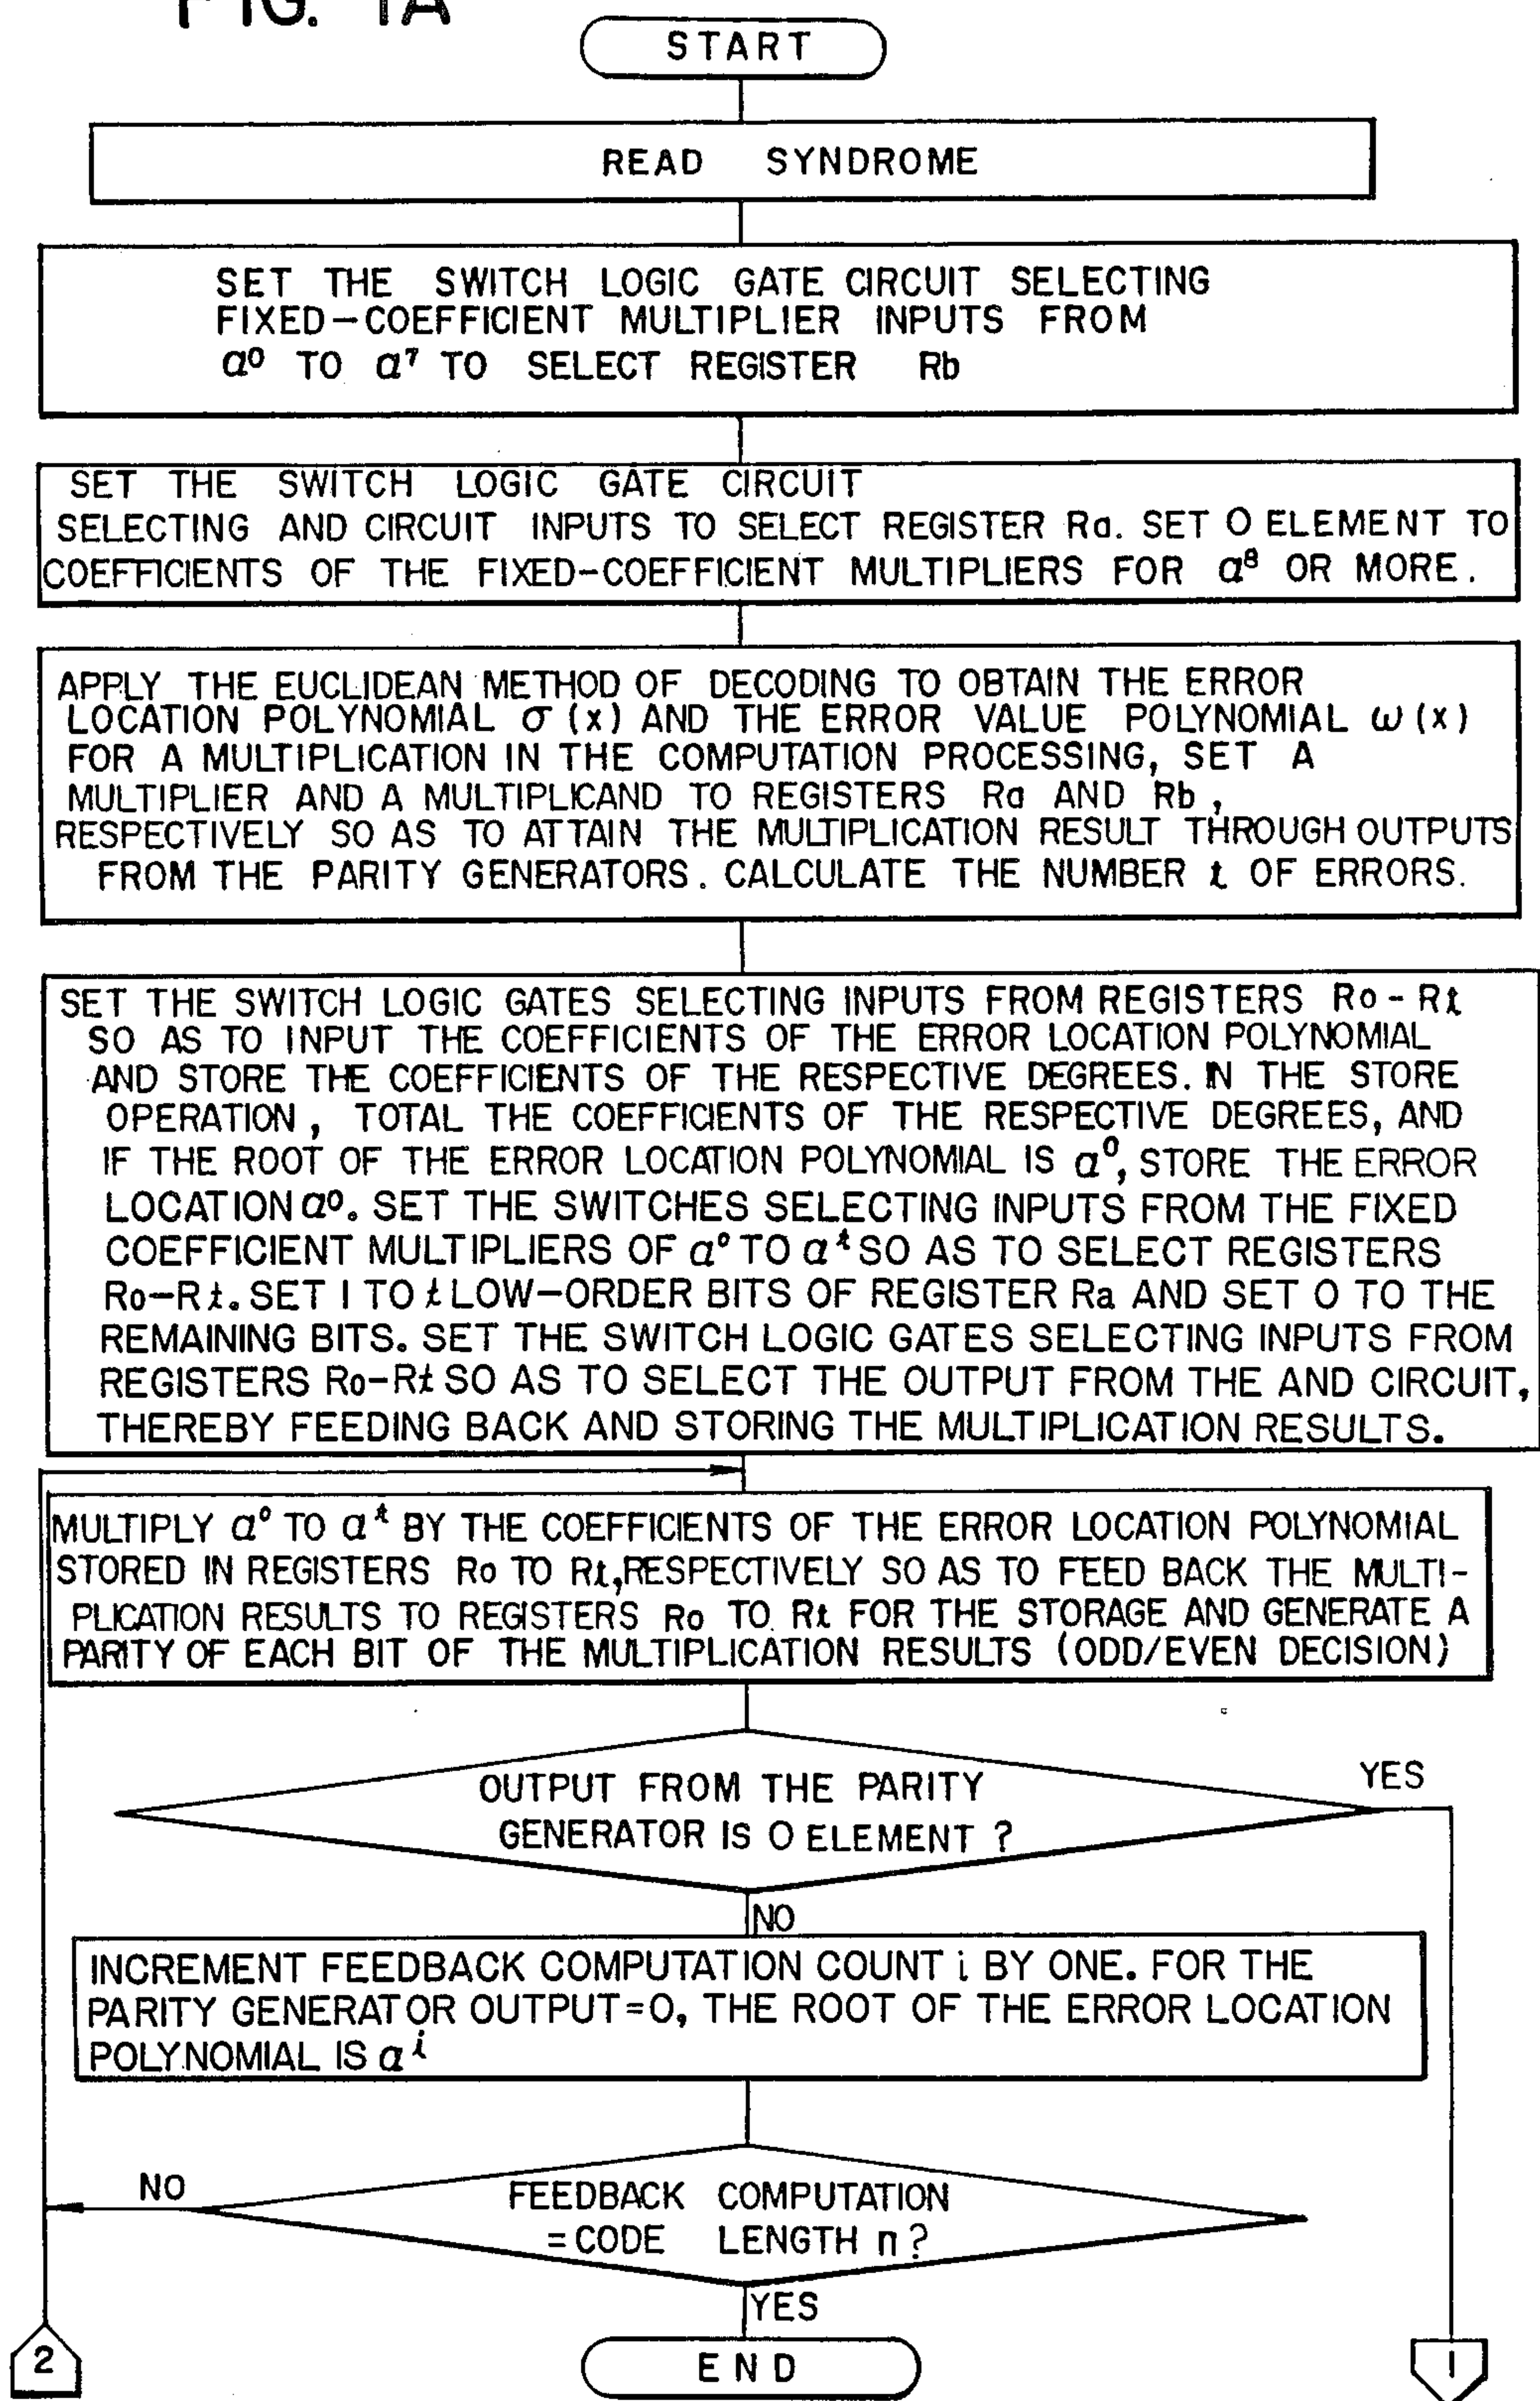 FIG. 1A
START
READ SYNDROME
SET THE SWITCH LOGIC GATE CIRCUIT SELECTING
FIXED-COEFFICIENT MULTIPLIER INPUTS FROM
α⁰ TO α⁷ TO SELECT REGISTER Rb
SET THE SWITCH LOGIC GATE CIRCUIT
SELECTING AND CIRCUIT INPUTS TO SELECT REGISTER Ra. SET O ELEMENT TO
COEFFICIENTS OF THE FIXED-COEFFICIENT MULTIPLIERS FOR α⁸ OR MORE.
APPLY THE EUCLIDEAN METHOD OF DECODING TO OBTAIN THE ERROR
LOCATION POLYNOMIAL σ (x) AND THE ERROR VALUE POLYNOMIAL ω (x)
FOR A MULTIPLICATION IN THE COMPUTATION PROCESSING, SET A
MULTIPLIER AND A MULTIPLICAND TO REGISTERS Ra AND Rb,
RESPECTIVELY SO AS TO ATTAIN THE MULTIPLICATION RESULT THROUGH OUTPUTS
FROM THE PARITY GENERATORS. CALCULATE THE NUMBER t OF ERRORS.
SET THE SWITCH LOGIC GATES SELECTING INPUTS FROM REGISTERS Ro - Rt
SO AS TO INPUT THE COEFFICIENTS OF THE ERROR LOCATION POLYNOMIAL
AND STORE THE COEFFICIENTS OF THE RESPECTIVE DEGREES. IN THE STORE
OPERATION, TOTAL THE COEFFICIENTS OF THE RESPECTIVE DEGREES, AND
IF THE ROOT OF THE ERROR LOCATION POLYNOMIAL IS α⁰, STORE THE ERROR
LOCATION α⁰. SET THE SWITCHES SELECTING INPUTS FROM THE FIXED
COEFFICIENT MULTIPLIERS OF α⁰ TO αᵗ SO AS TO SELECT REGISTERS
Ro-Rt. SET 1 TO t LOW-ORDER BITS OF REGISTER Ra AND SET O TO THE
REMAINING BITS. SET THE SWITCH LOGIC GATES SELECTING INPUTS FROM
REGISTERS Ro-Rt SO AS TO SELECT THE OUTPUT FROM THE AND CIRCUIT,
THEREBY FEEDING BACK AND STORING THE MULTIPLICATION RESULTS.
MULTIPLY α⁰ TO αᵗ BY THE COEFFICIENTS OF THE ERROR LOCATION POLYNOMIAL
STORED IN REGISTERS Ro TO Rt, RESPECTIVELY SO AS TO FEED BACK THE MULTI-
PLICATION RESULTS TO REGISTERS Ro TO Rt FOR THE STORAGE AND GENERATE A
PARITY OF EACH BIT OF THE MULTIPLICATION RESULTS (ODD/EVEN DECISION)
YES
OUTPUT FROM THE PARITY
GENERATOR IS O ELEMENT ?
NO
INCREMENT FEEDBACK COMPUTATION COUNT i BY ONE. FOR THE
PARITY GENERATOR OUTPUT=O, THE ROOT OF THE ERROR LOCATION
POLYNOMIAL IS αⁱ
NO
FEEDBACK COMPUTATION
=CODE LENGTH n?
YES
2
END
1